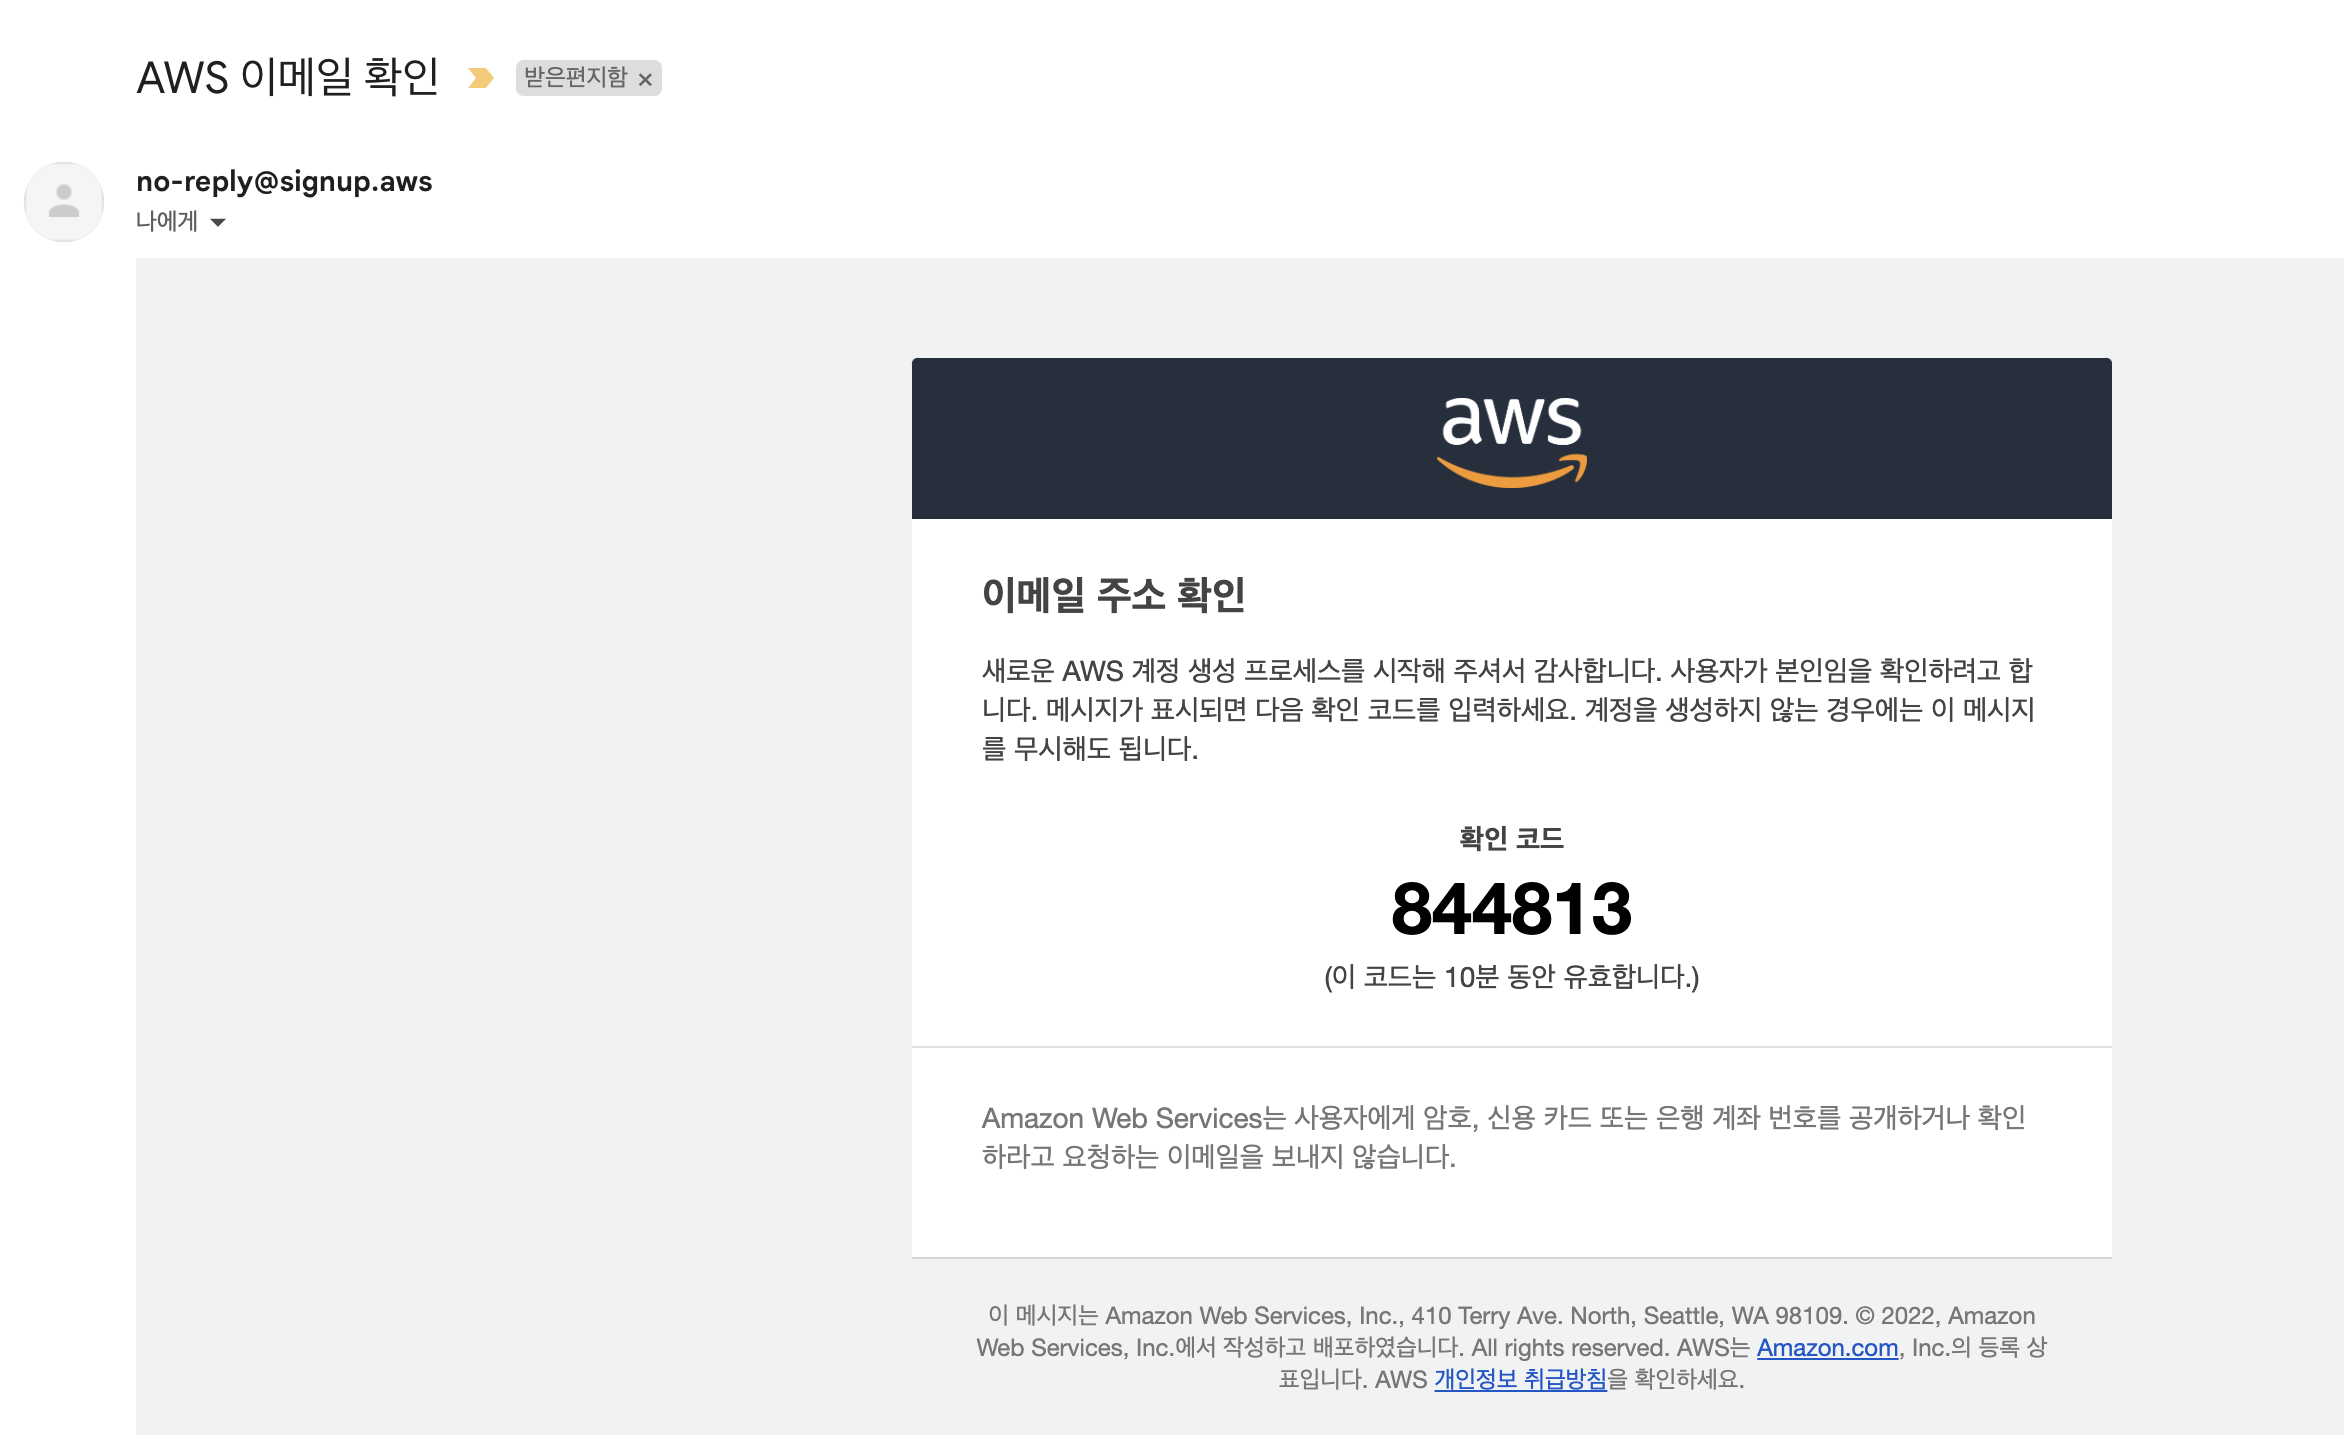 AWS 이메일 확인
받은편지함 ×
no-reply@signup.aws
나에게
aws
이메일 주소 확인
새로운 AWS 계정 생성 프로세스를 시작해 주셔서 감사합니다. 사용자가 본인임을 확인하려고 합
니다. 메시지가 표시되면 다음 확인 코드를 입력하세요. 계정을 생성하지 않는 경우에는 이 메시지
를 무시해도 됩니다.
확인 코드
844813
(이 코드는 10분 동안 유효합니다.)
Amazon Web Services는 사용자에게 암호, 신용 카드 또는 은행 계좌 번호를 공개하거나 확인
하라고 요청하는 이메일을 보내지 않습니다.
이 메시지는 Amazon Web Services, Inc., 410 Terry Ave. North, Seattle, WA 98109. © 2022, Amazon
Web Services, Inc.에서 작성하고 배포하였습니다. All rights reserved. AWS는 Amazon.com, Inc.의 등록 상
표입니다. AWS 개인정보 취급방침을 확인하세요.